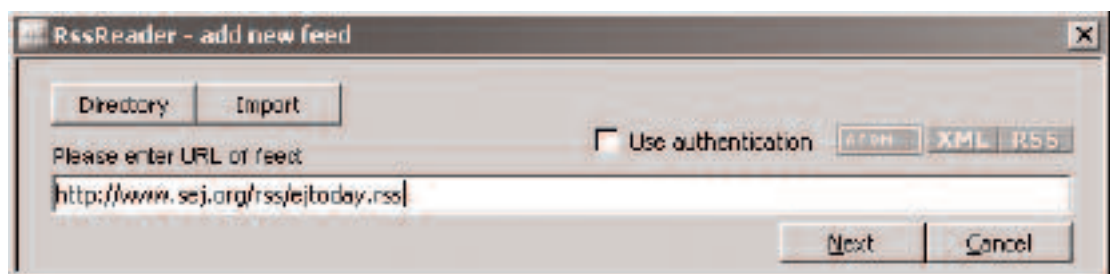 RssReader - add new feed
Directory Import
Use authentication ATOM XML RSS
Please enter URL of feed:
http://www.sej.org/rss/ejtoday.rss
Next Cancel